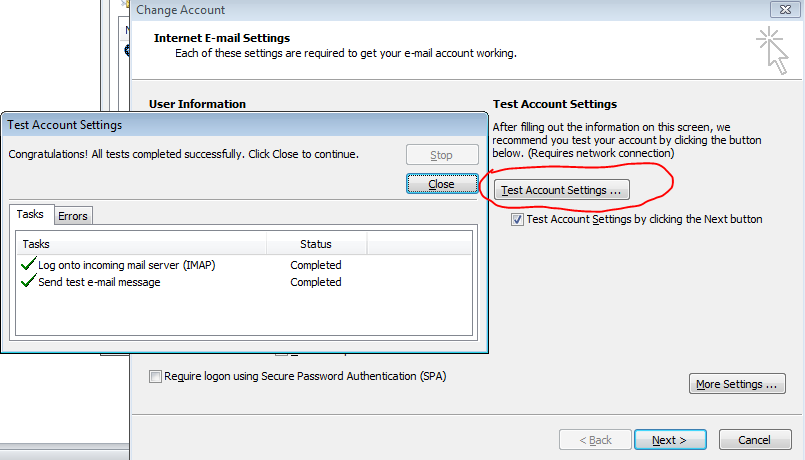 Change Account
Internet E-mail Settings
Each of these settings are required to get your e-mail account working.
User Information
Test Account Settings
After filling out the information on this screen, we
recommend you test your account by clicking the button
below. (Requires network connection)
Test Account Settings ...
Test Account Settings by clicking the Next button
Test Account Settings
Congratulations! All tests completed successfully. Click Close to continue.
Stop
Close
Tasks
Errors
Tasks Status
Log onto incoming mail server (IMAP) Completed
Send test e-mail message Completed
Require logon using Secure Password Authentication (SPA)
More Settings ...
< Back
Next >
Cancel